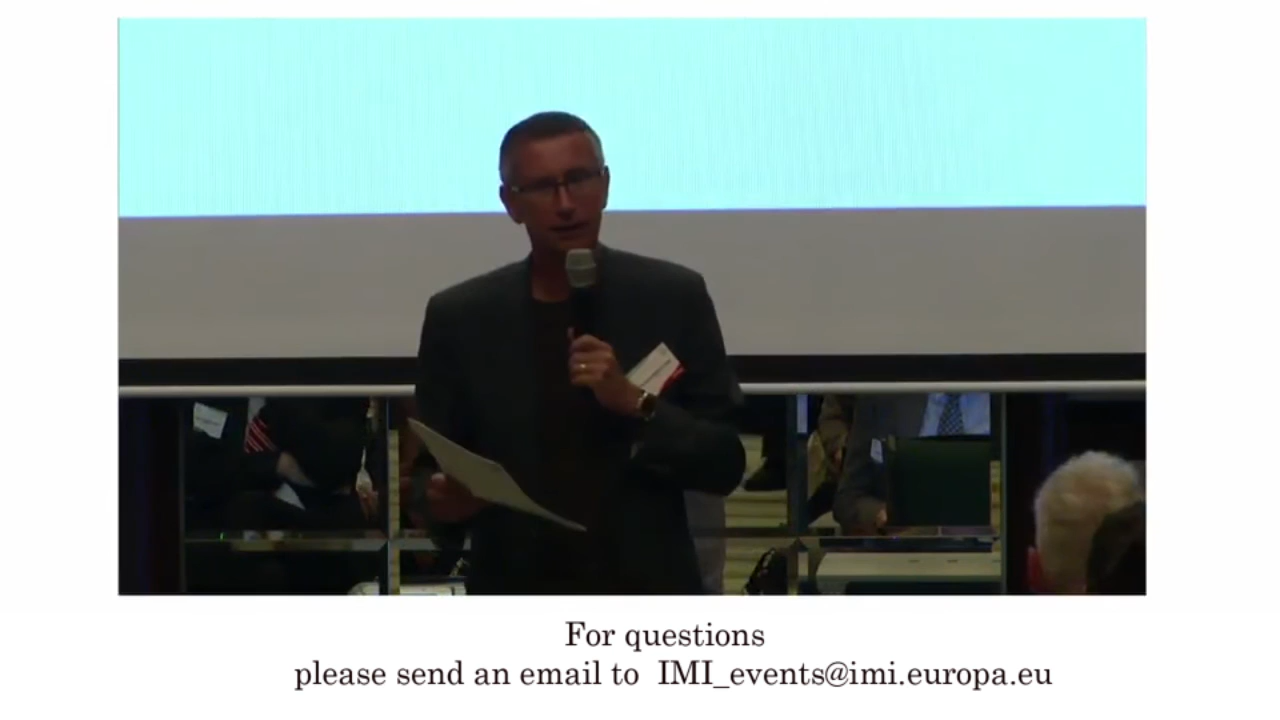 For questions
please send an email to IMI_events@imi.europa.eu